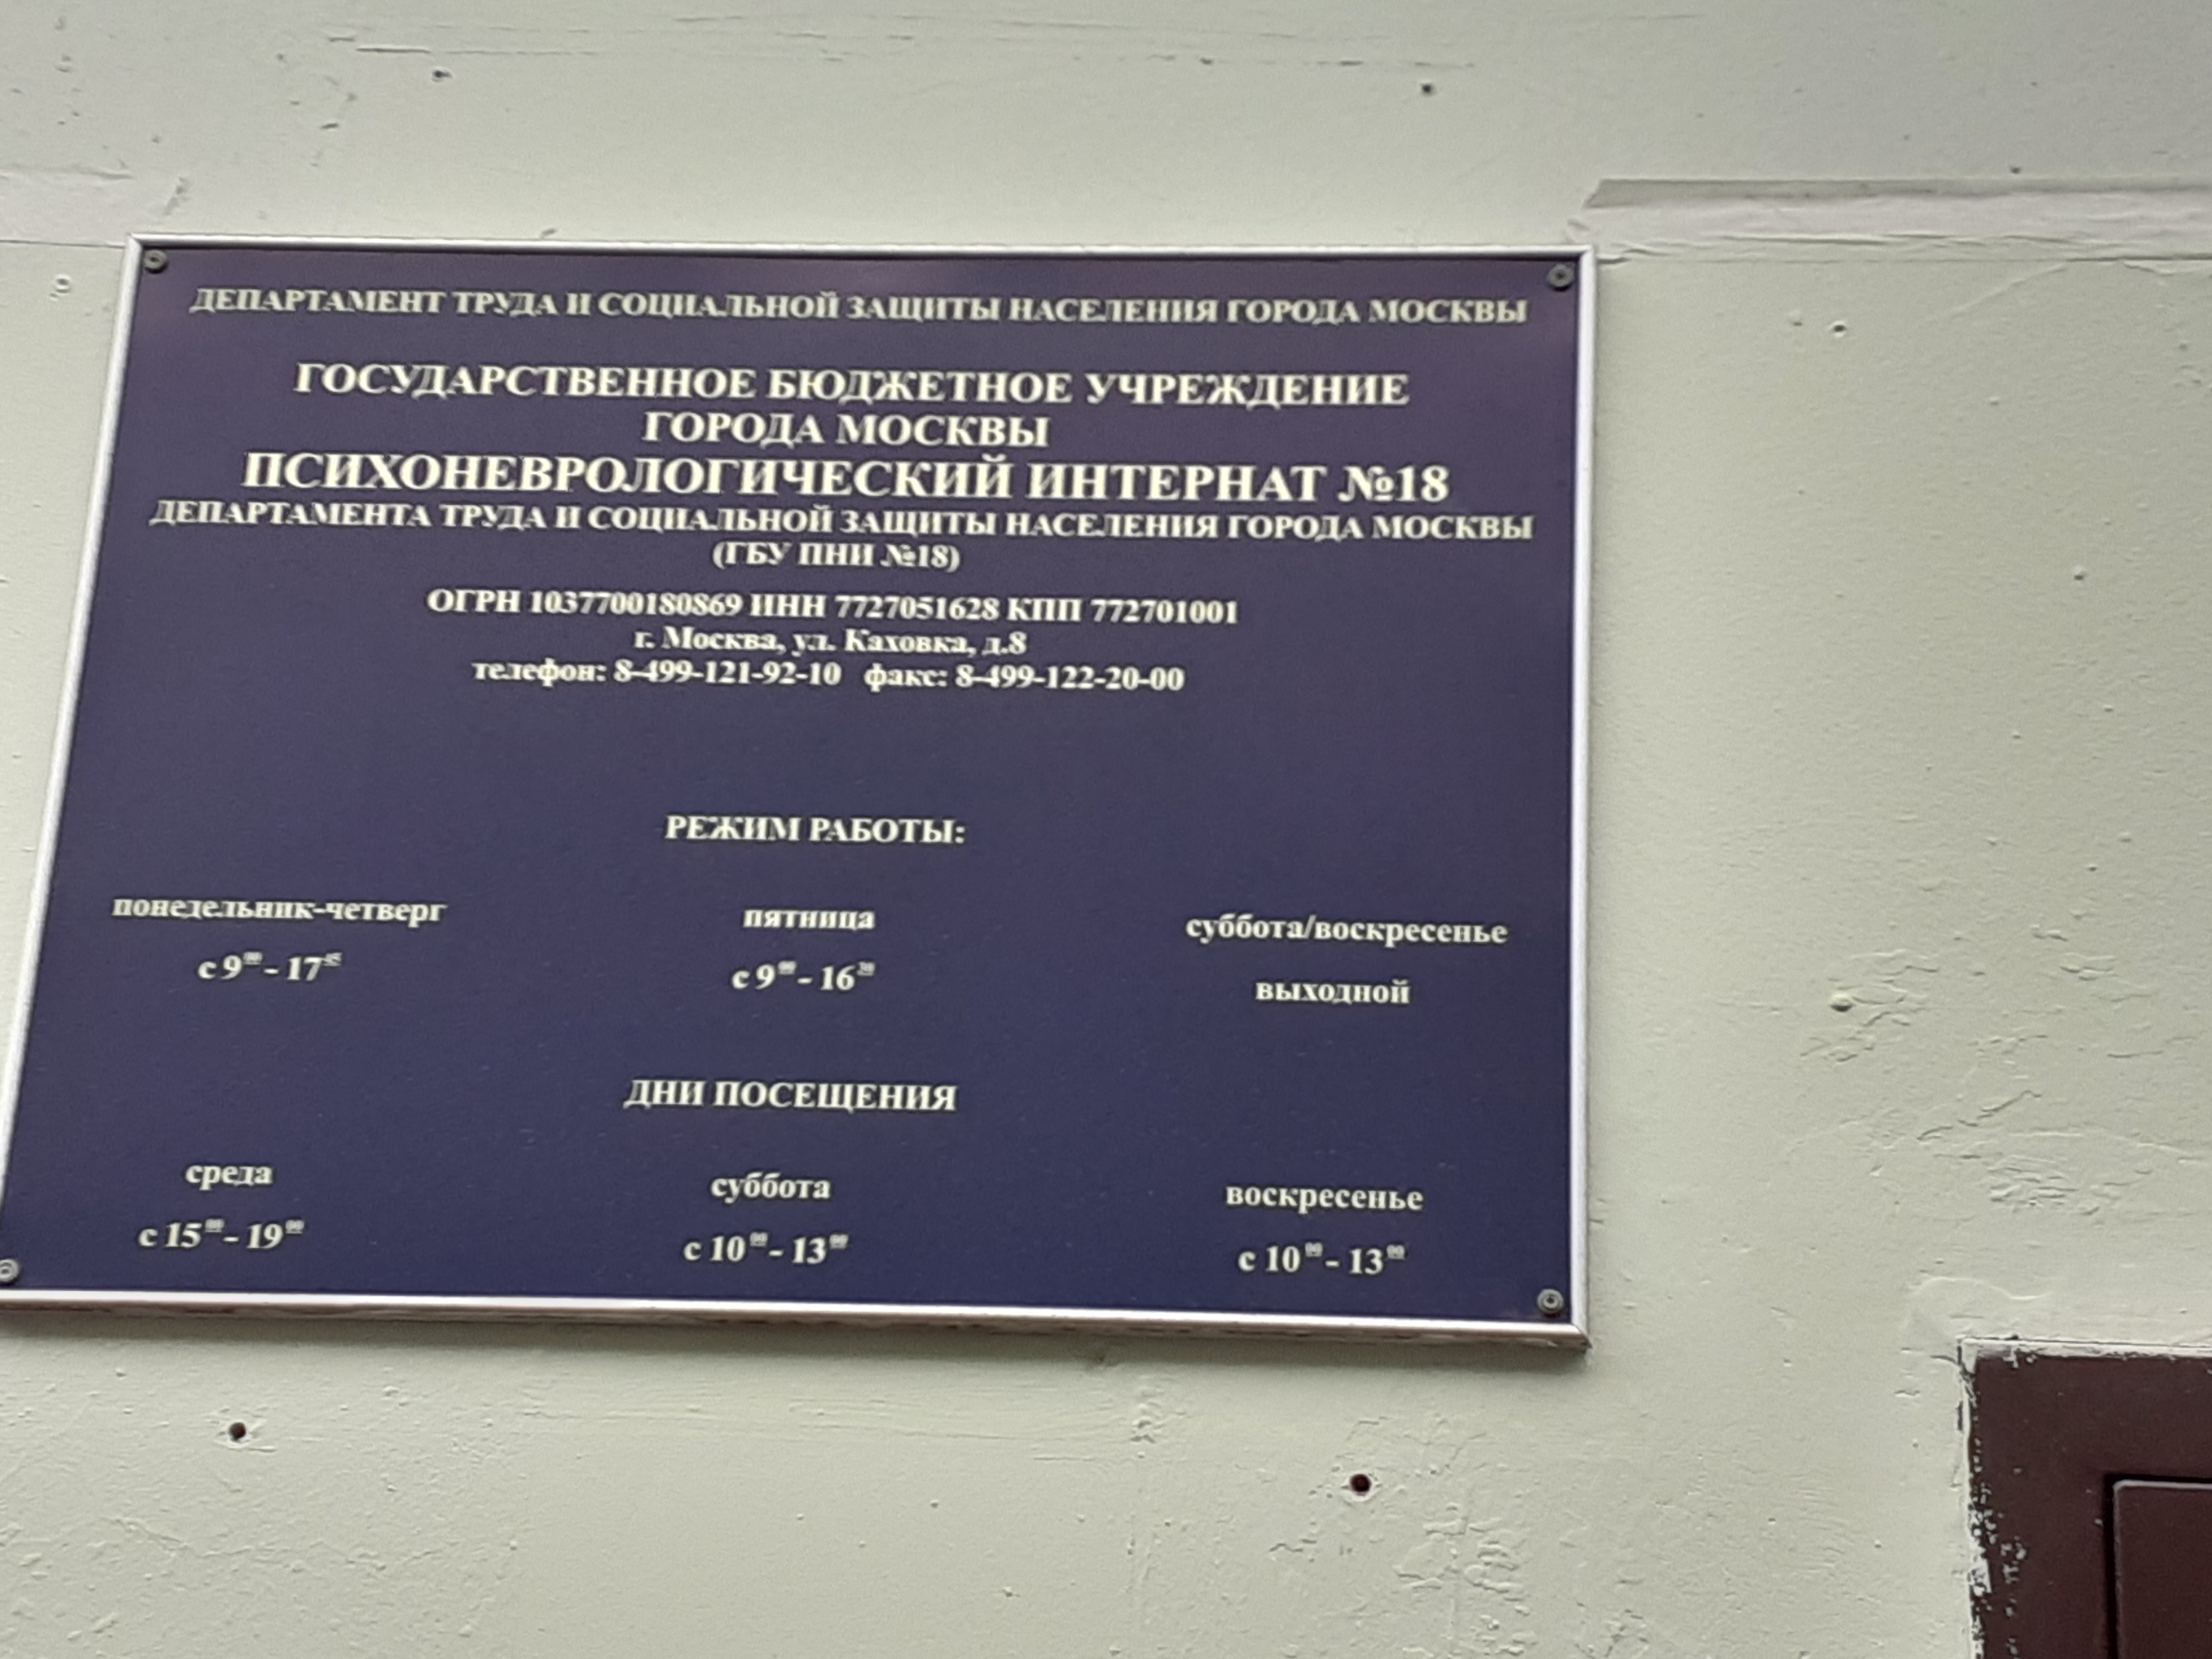 ДЕПАРТАМЕНТ ТРУДА И СОЦИАЛЬНОЙ ЗАЩИТЫ НАСЕЛЕНИЯ ГОРОДА МОСКВЫ
ГОСУДАРСТВЕННОЕ БЮДЖЕТНОЕ УЧРЕЖДЕНИЕ
ГОРОДА МОСКВЫ
ПСИХОНЕВРОЛОГИЧЕСКИЙ ИНТЕРНАТ №18
ДЕПАРТАМЕНТА ТРУДА И СОЦИАЛЬНОЙ ЗАЩИТЫ НАСЕЛЕНИЯ ГОРОДА МОСКВЫ
(ГБУ ПНИ №18)
ОГРН 1037700180869 ИНН 7727051628 КПП 772701001
г. Москва, ул. Каховка, д.8
телефон: 8-499-121-92-10 факс: 8-499-122-20-00
РЕЖИМ РАБОТЫ:
понедельник-четверг пятница суббота/воскресенье
с 9⁰⁰ - 17⁴⁵ с 9⁰⁰ - 16³⁰ выходной
ДНИ ПОСЕЩЕНИЯ
среда суббота воскресенье
с 15⁰⁰ - 19⁰⁰ с 10⁰⁰ - 13⁰⁰ с 10⁰⁰ - 13⁰⁰